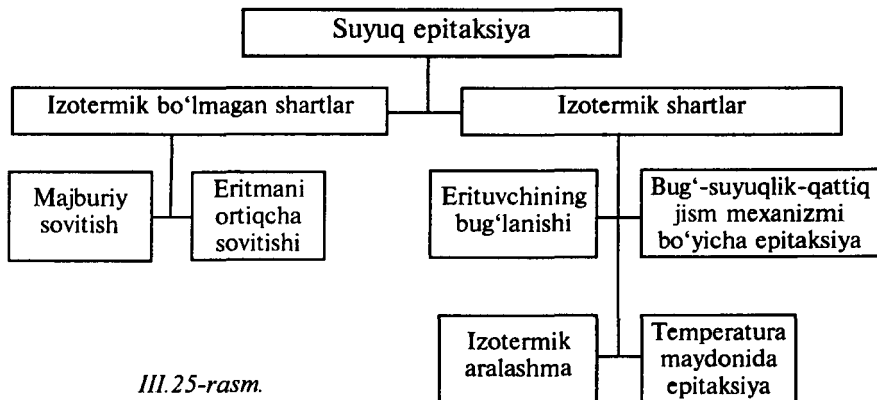 Suyuq epitaksiya
Izotermik bo‘lmagan shartlar
Izotermik shartlar
Majburiy
sovitish
Eritmani
ortiqcha
sovitishi
Erituvchining
bug‘lanishi
Bug‘-suyuqlik-qattiq
jism mexanizmi
bo‘yicha epitaksiya
Izotermik
aralashma
Temperatura
maydonida
epitaksiya
III.25-rasm.